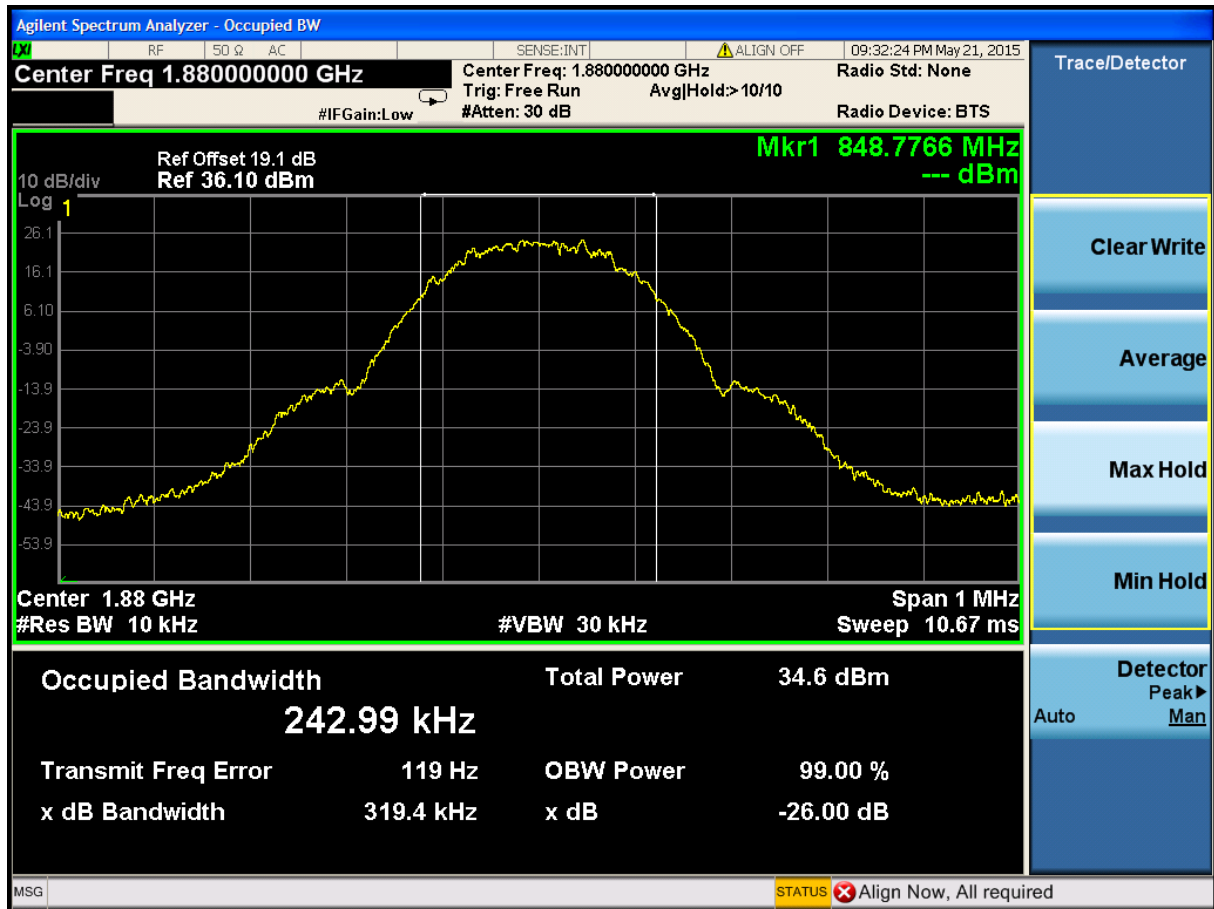 Agilent Spectrum Analyzer - Occupied BW
LXI RF 50 Ω AC SENSE:INT ALIGN OFF 09:32:24 PM May 21, 2015
Center Freq 1.880000000 GHz
Center Freq: 1.880000000 GHz
Radio Std: None
Trig: Free Run Avg|Hold:>10/10
#IFGain:Low
#Atten: 30 dB
Radio Device: BTS
Trace/Detector
Mkr1 848.7766 MHz
--- dBm
Ref Offset 19.1 dB
10 dB/div Ref 36.10 dBm
Log
1
26.1
16.1
6.10
-3.90
-13.9
-23.9
-33.9
-43.9
-53.9
Center 1.88 GHz
Span 1 MHz
#Res BW 10 kHz
#VBW 30 kHz
Sweep 10.67 ms
Occupied Bandwidth
242.99 kHz
Total Power 34.6 dBm
Transmit Freq Error 119 Hz
OBW Power 99.00 %
x dB Bandwidth 319.4 kHz
x dB -26.00 dB
Clear Write
Average
Max Hold
Min Hold
Detector
Peak▶
Auto Man
MSG
STATUS Align Now, All required